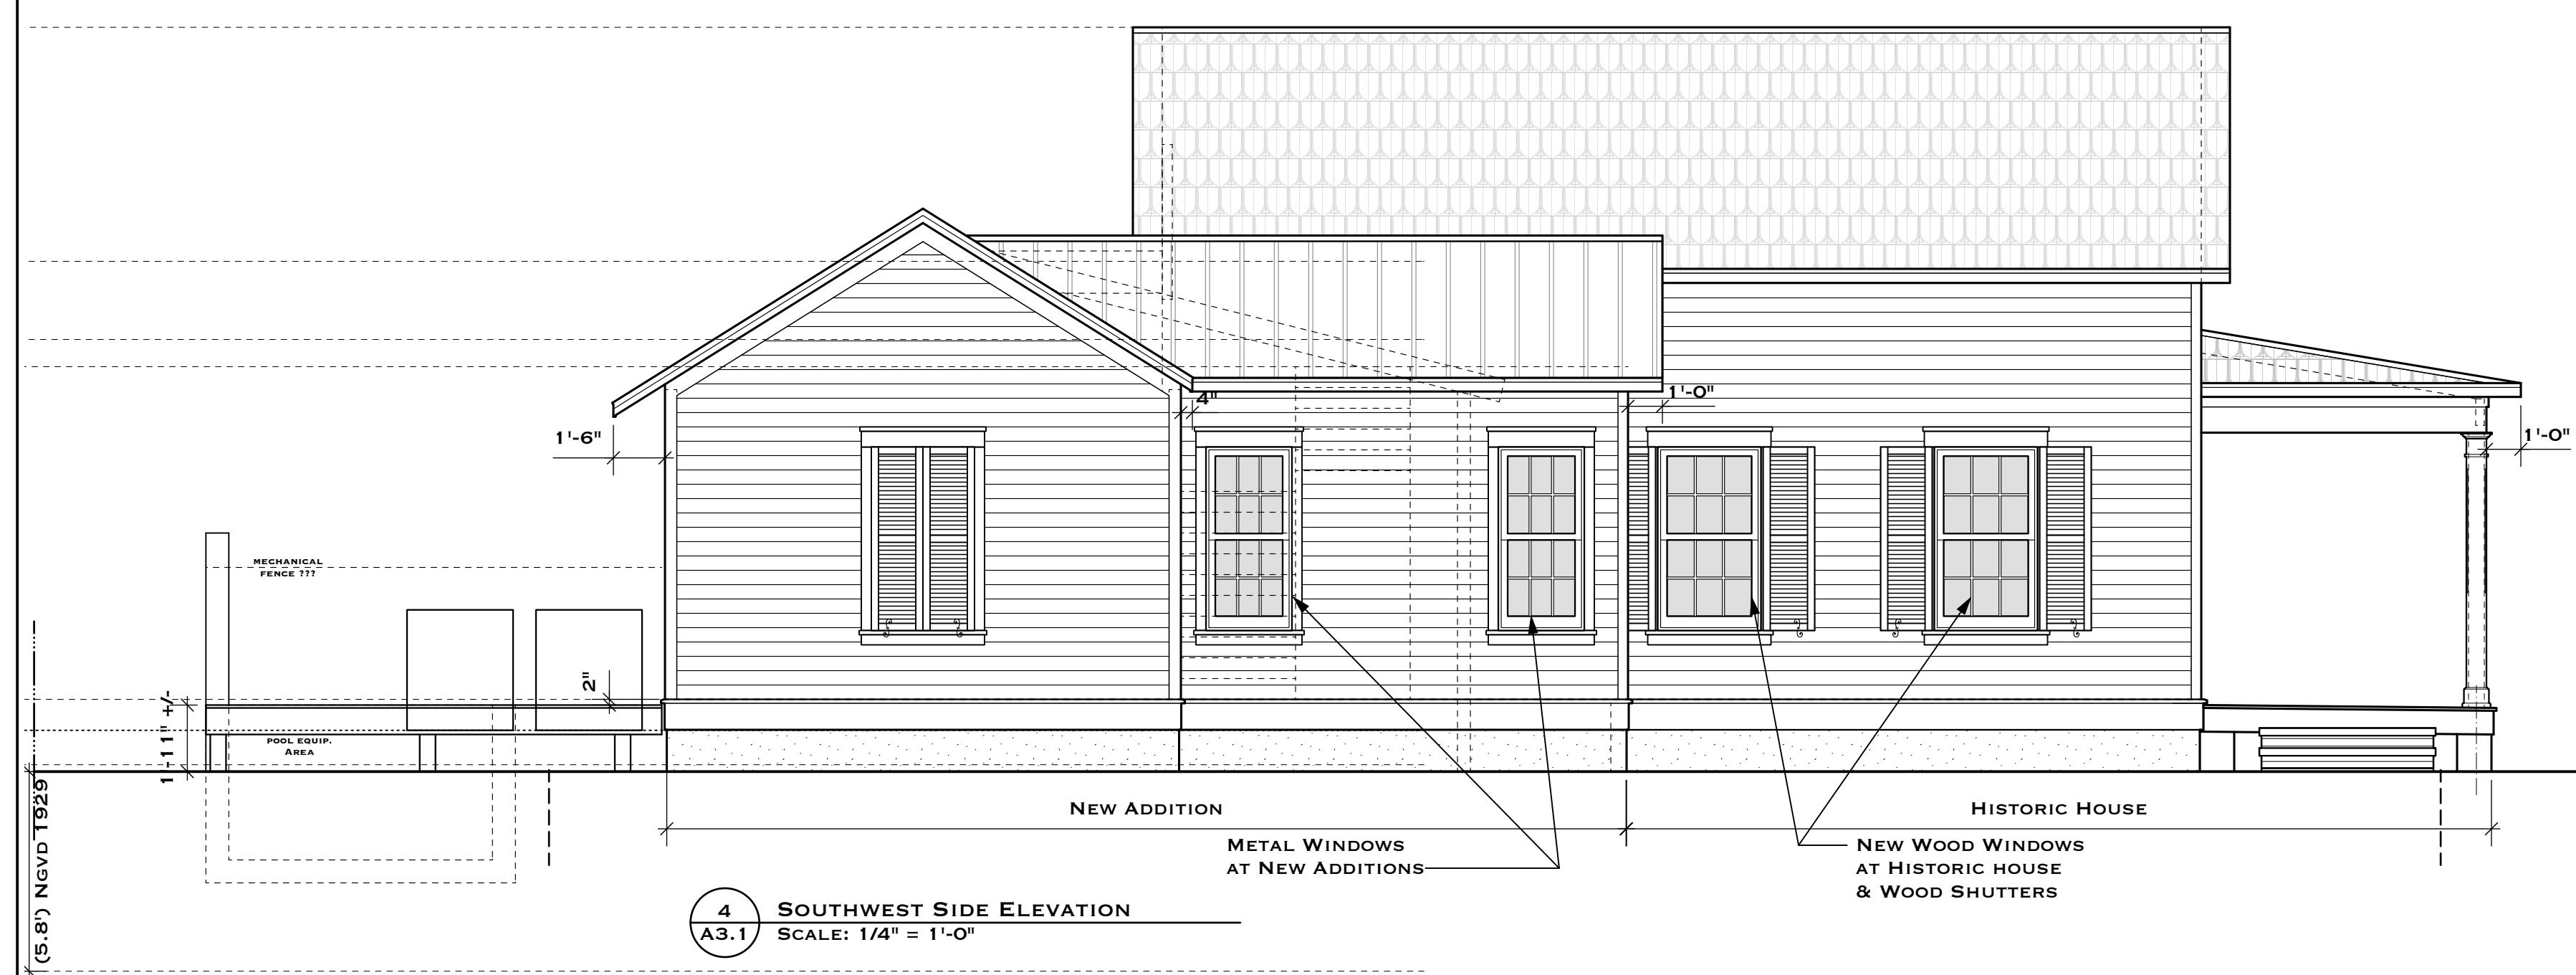 4"
1'-0"
1'-6"
1'-0"
MECHANICAL
FENCE ???
2"
1'-11" +/-
POOL EQUIP.
AREA
(5.8') NGVD 1929
NEW ADDITION
HISTORIC HOUSE
METAL WINDOWS
AT NEW ADDITIONS
NEW WOOD WINDOWS
AT HISTORIC HOUSE
& WOOD SHUTTERS
4
A3.1
SOUTHWEST SIDE ELEVATION
SCALE: 1/4" = 1'-0"